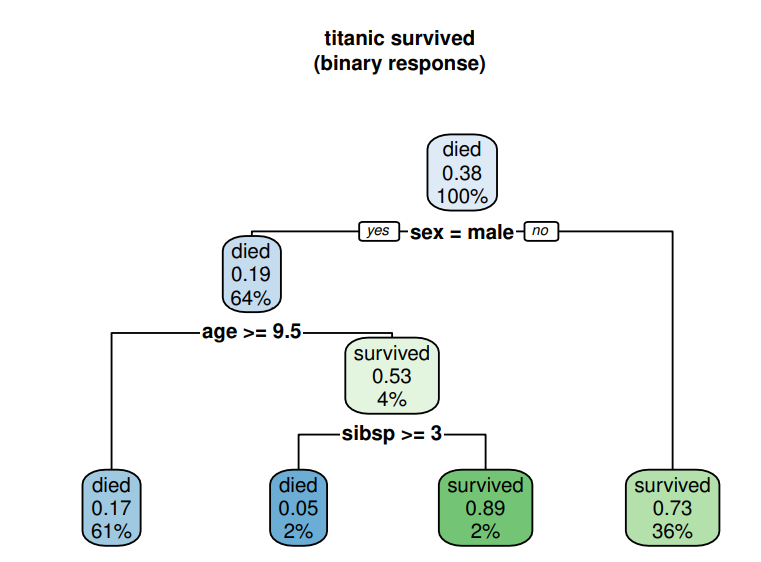 titanic survived
(binary response)
died
0.38
100%
yes sex = male no
died
0.19
64%
age >= 9.5
survived
0.53
4%
sibsp >= 3
died
0.17
61%
died
0.05
2%
survived
0.89
2%
survived
0.73
36%